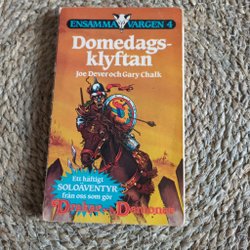 ENSAMMA VARGEN 4
Domedags-
klyftan
Joe Dever och Gary Chalk
Ett häftigt
SOLOÄVENTYR
från oss som gör
Drakar och Demoner